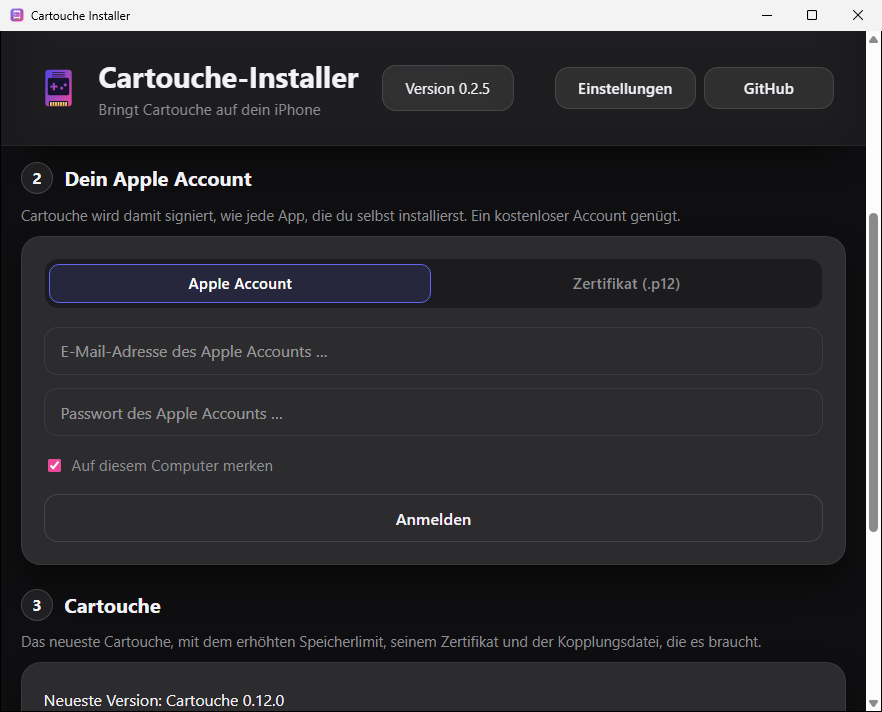 Cartouche Installer
Cartouche-Installer
Bringt Cartouche auf dein iPhone
Version 0.2.5
Einstellungen
GitHub
2
Dein Apple Account
Cartouche wird damit signiert, wie jede App, die du selbst installierst. Ein kostenloser Account genügt.
Apple Account
Zertifikat (.p12)
E-Mail-Adresse des Apple Accounts ...
Passwort des Apple Accounts ...
Auf diesem Computer merken
Anmelden
3
Cartouche
Das neueste Cartouche, mit dem erhöhten Speicherlimit, seinem Zertifikat und der Kopplungsdatei, die es braucht.
Neueste Version: Cartouche 0.12.0